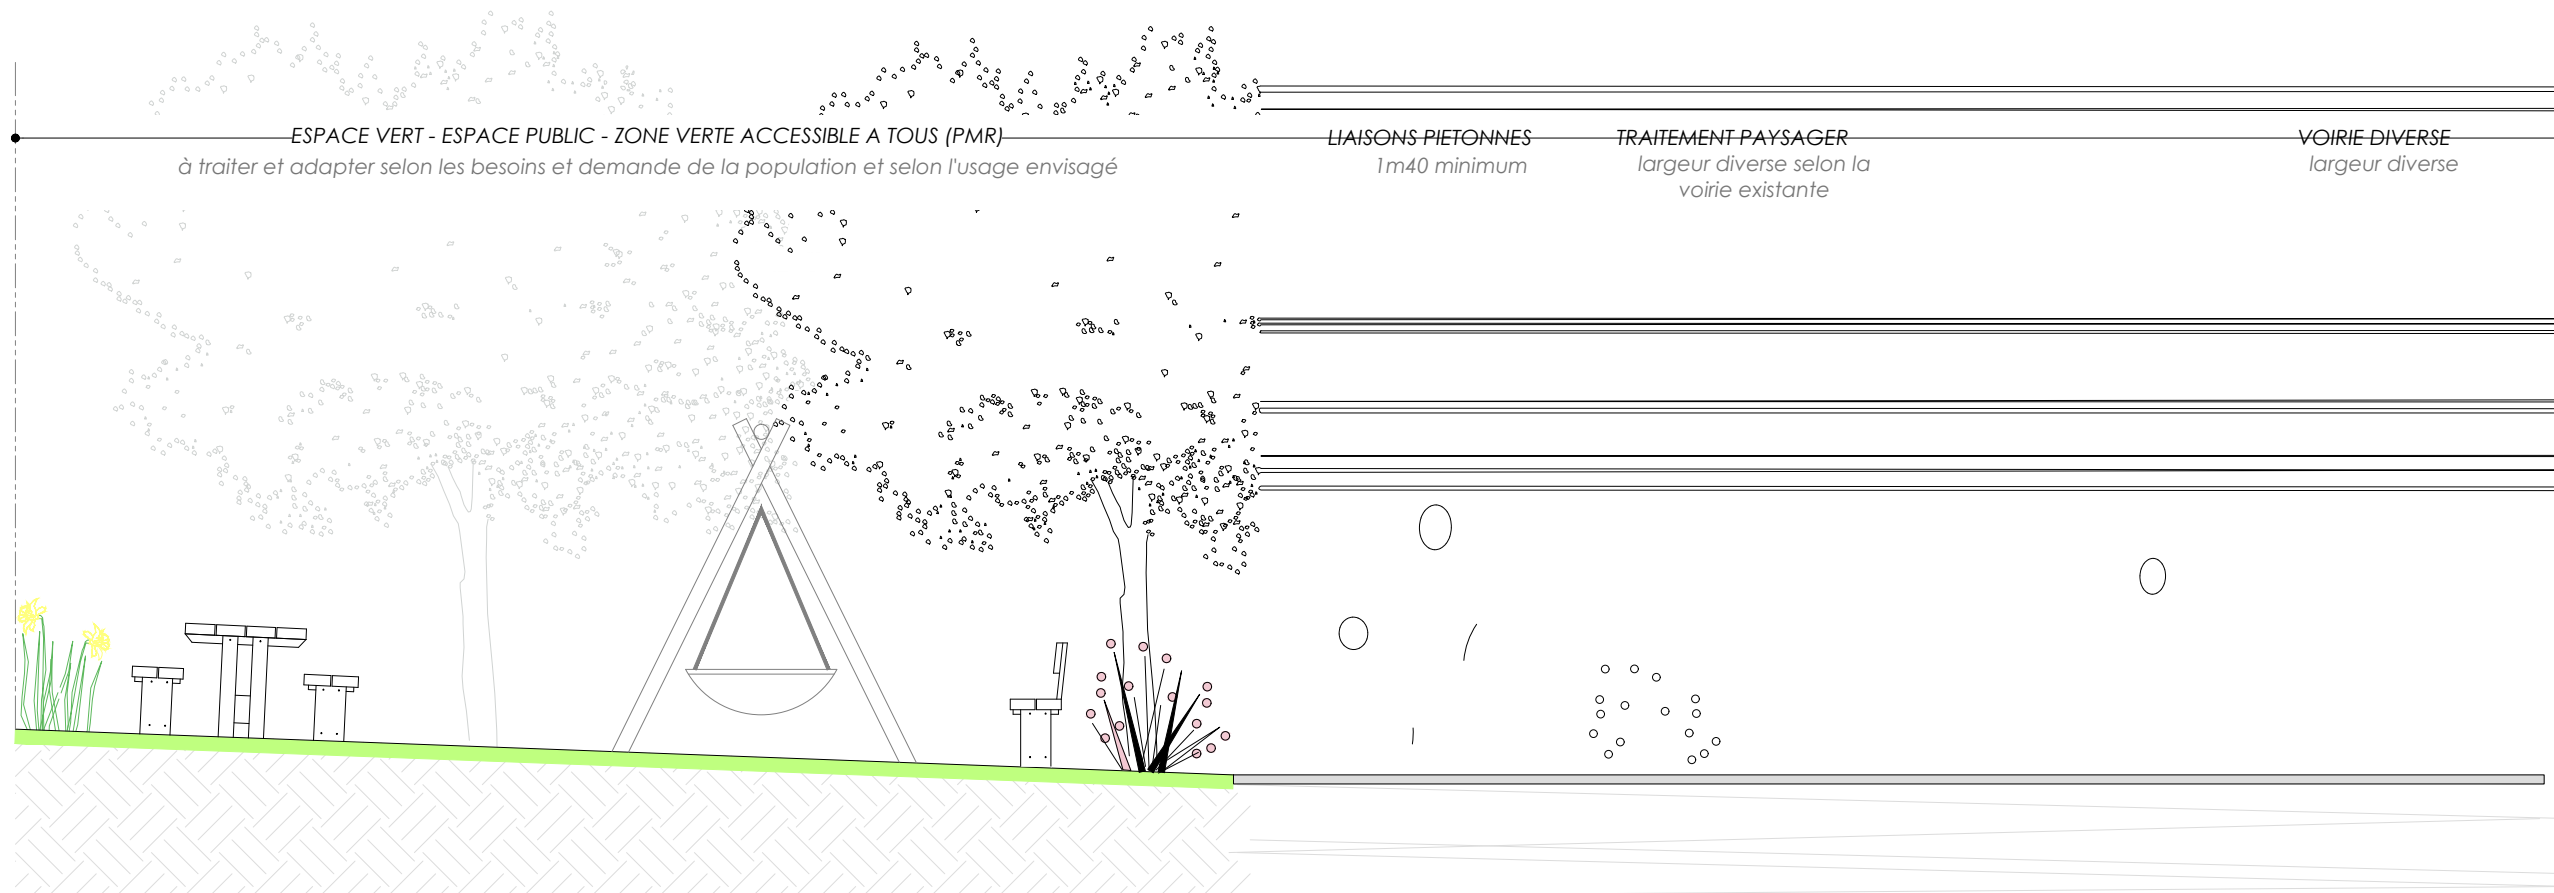 ESPACE VERT - ESPACE PUBLIC - ZONE VERTE ACCESSIBLE A TOUS (PMR)
à traiter et adapter selon les besoins et demande de la population et selon l'usage envisagé
LIAISONS PIETONNES
1m40 minimum
TRAITEMENT PAYSAGER
largeur diverse selon la
voirie existante
VOIRIE DIVERSE
largeur diverse